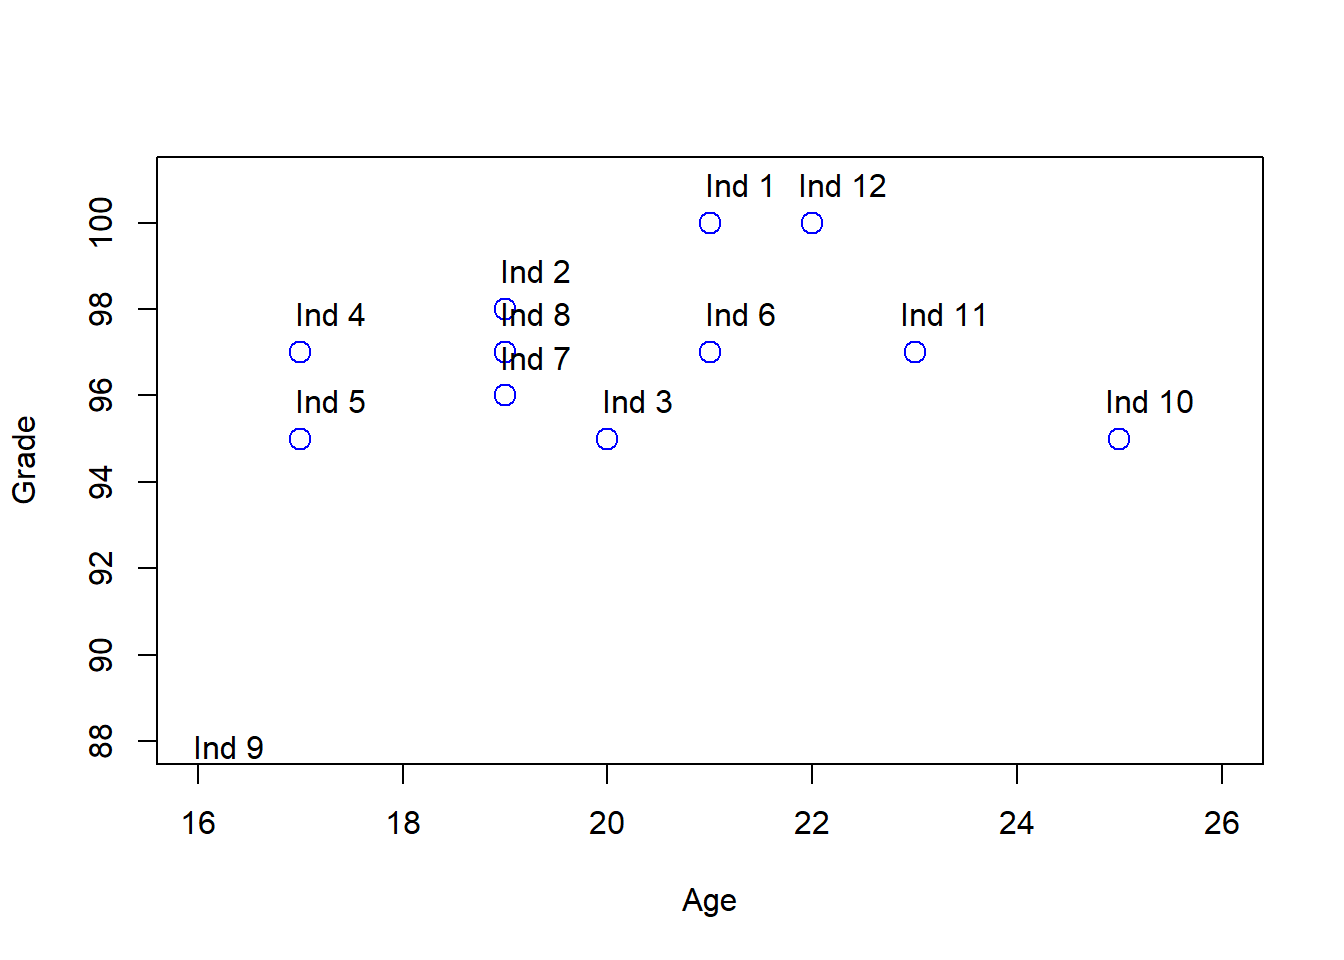 Ind 1 Ind 12
Ind 2
Ind 4 Ind 8 Ind 6 Ind 11
Ind 7
Ind 5 Ind 3 Ind 10
Ind 9
100
98
96
94
92
90
88
Grade
16 18 20 22 24 26
Age